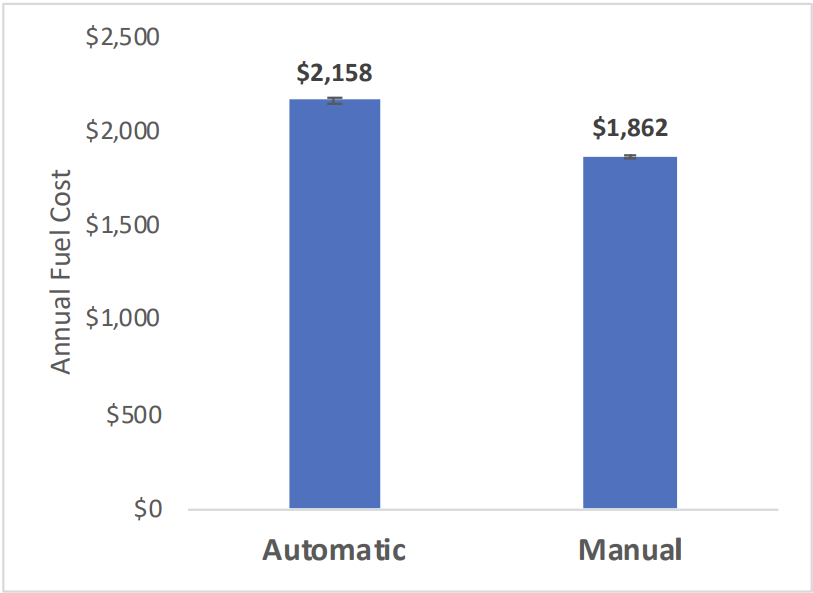 $2,500
$2,158
$2,000
$1,862
$1,500
$1,000
$500
$0
Annual Fuel Cost
Automatic
Manual